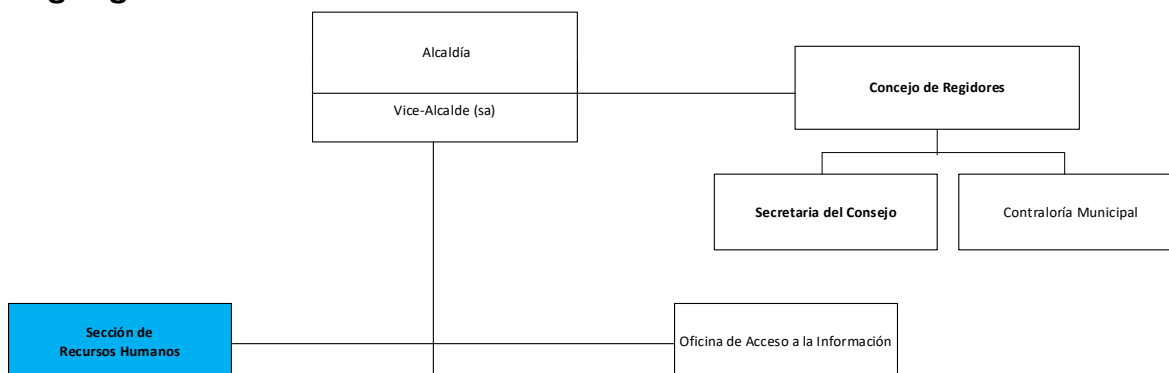 Alcaldía
Vice-Alcalde (sa)
Concejo de Regidores
Secretaria del Consejo
Contraloría Municipal
Sección de
Recursos Humanos
Oficina de Acceso a la Información